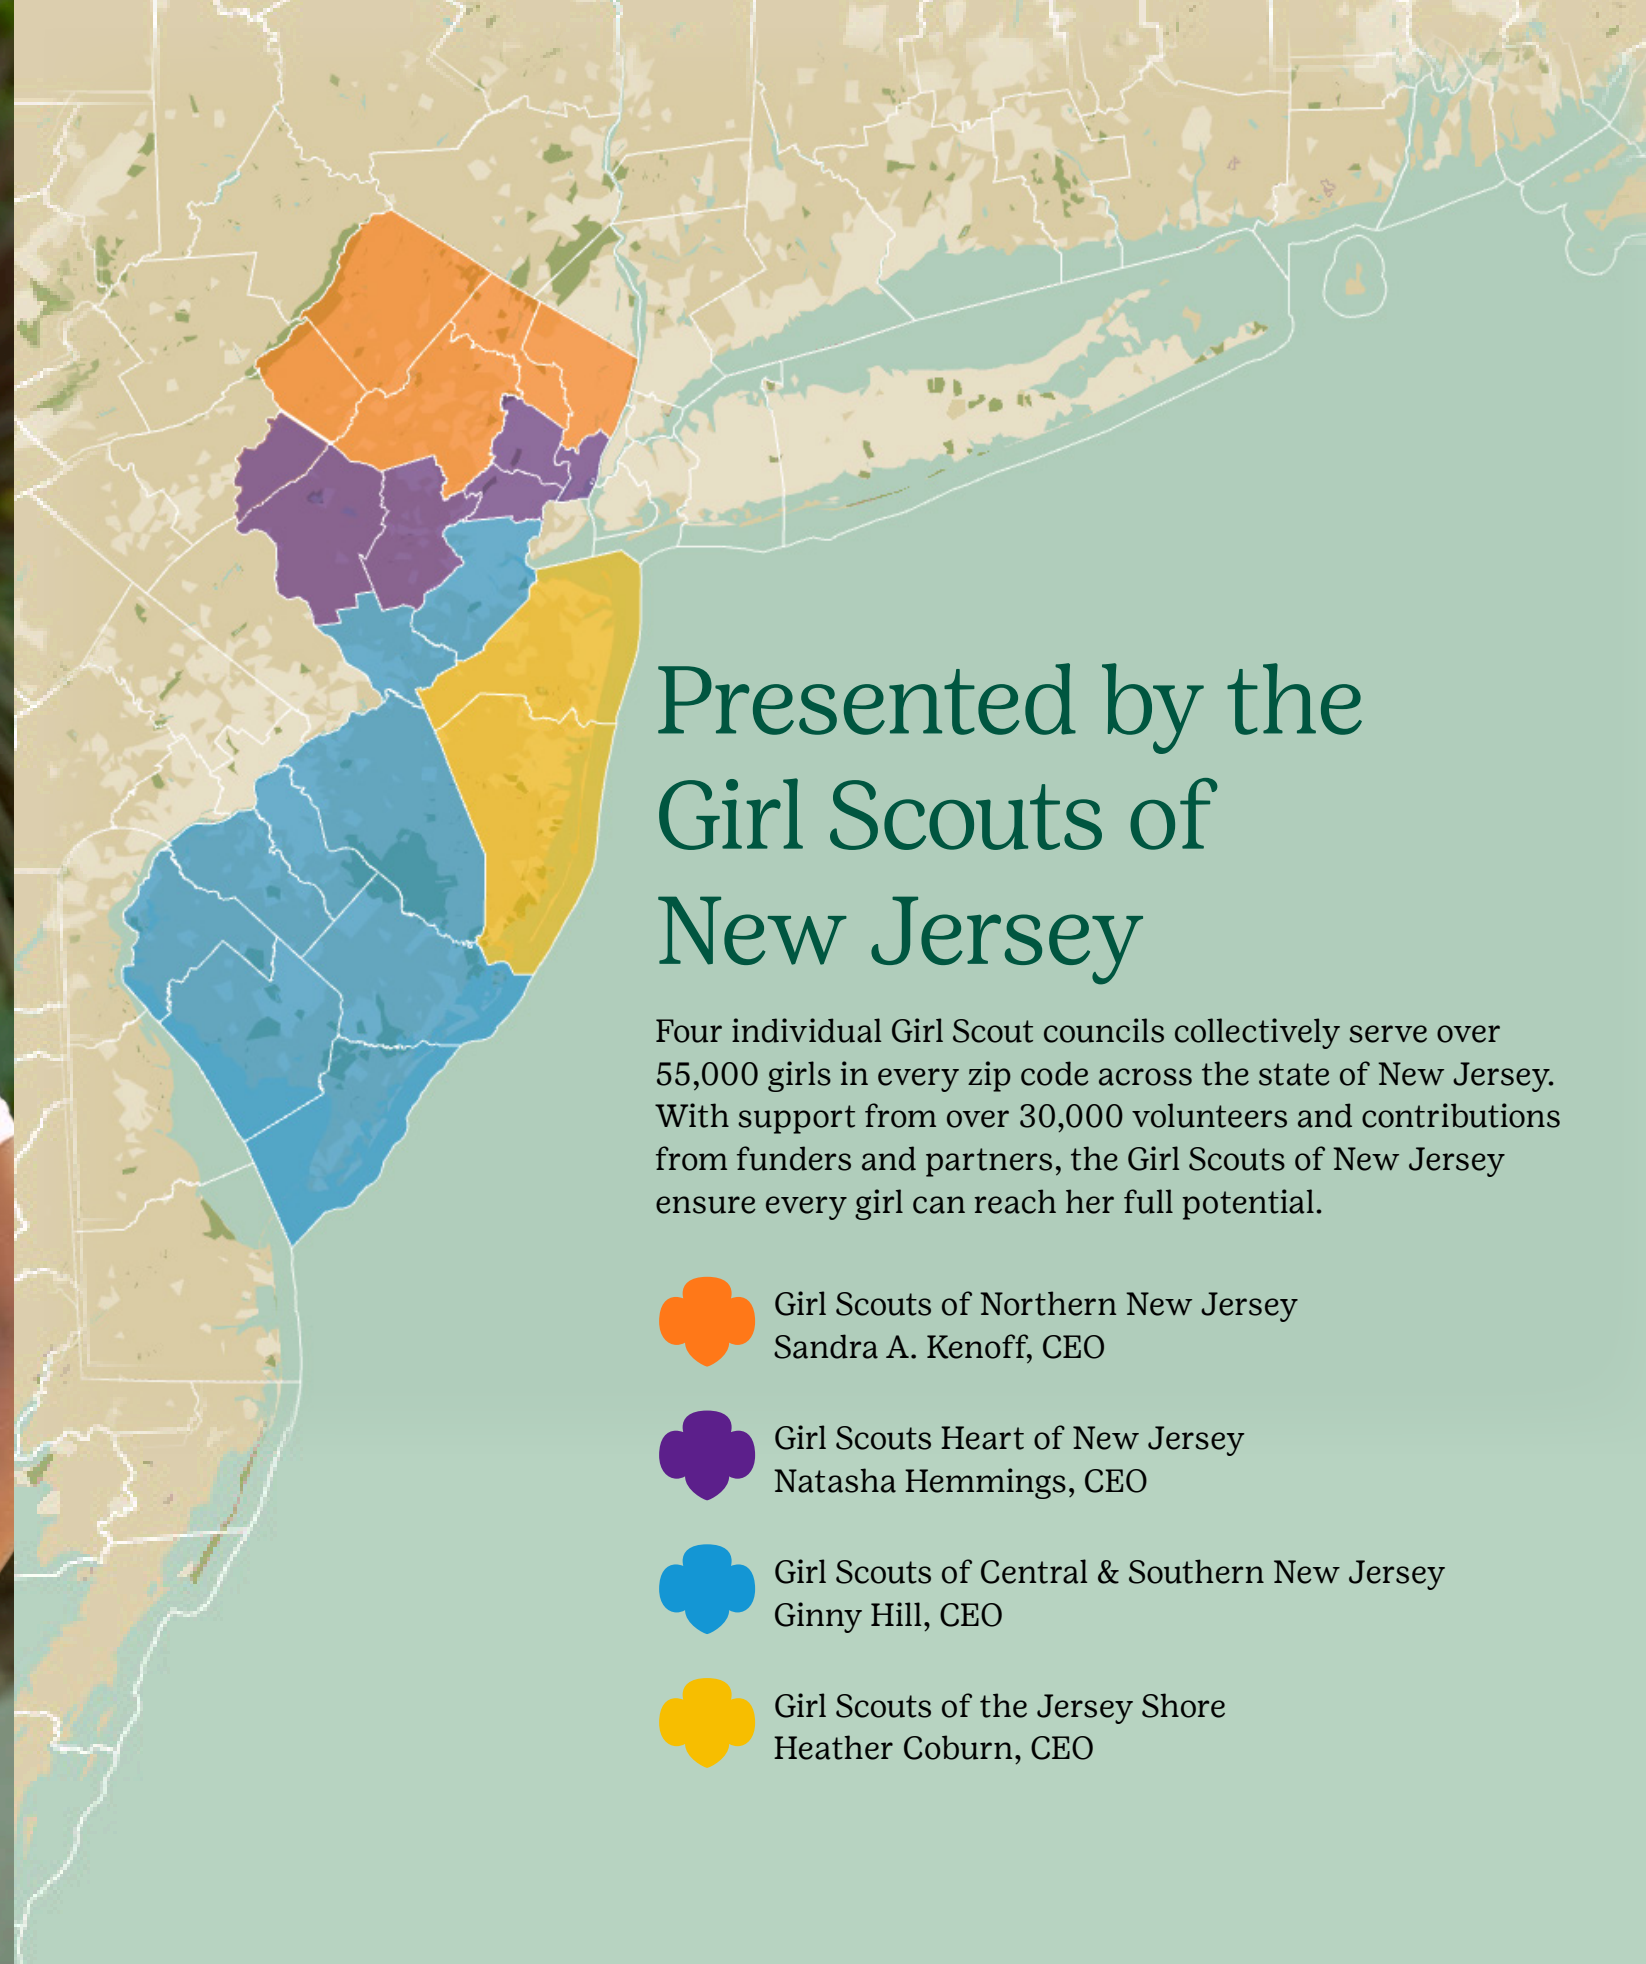 Presented by the
Girl Scouts of
New Jersey
Four individual Girl Scout councils collectively serve over
55,000 girls in every zip code across the state of New Jersey.
With support from over 30,000 volunteers and contributions
from funders and partners, the Girl Scouts of New Jersey
ensure every girl can reach her full potential.
Girl Scouts of Northern New Jersey
Sandra A. Kenoff, CEO
Girl Scouts Heart of New Jersey
Natasha Hemmings, CEO
Girl Scouts of Central & Southern New Jersey
Ginny Hill, CEO
Girl Scouts of the Jersey Shore
Heather Coburn, CEO